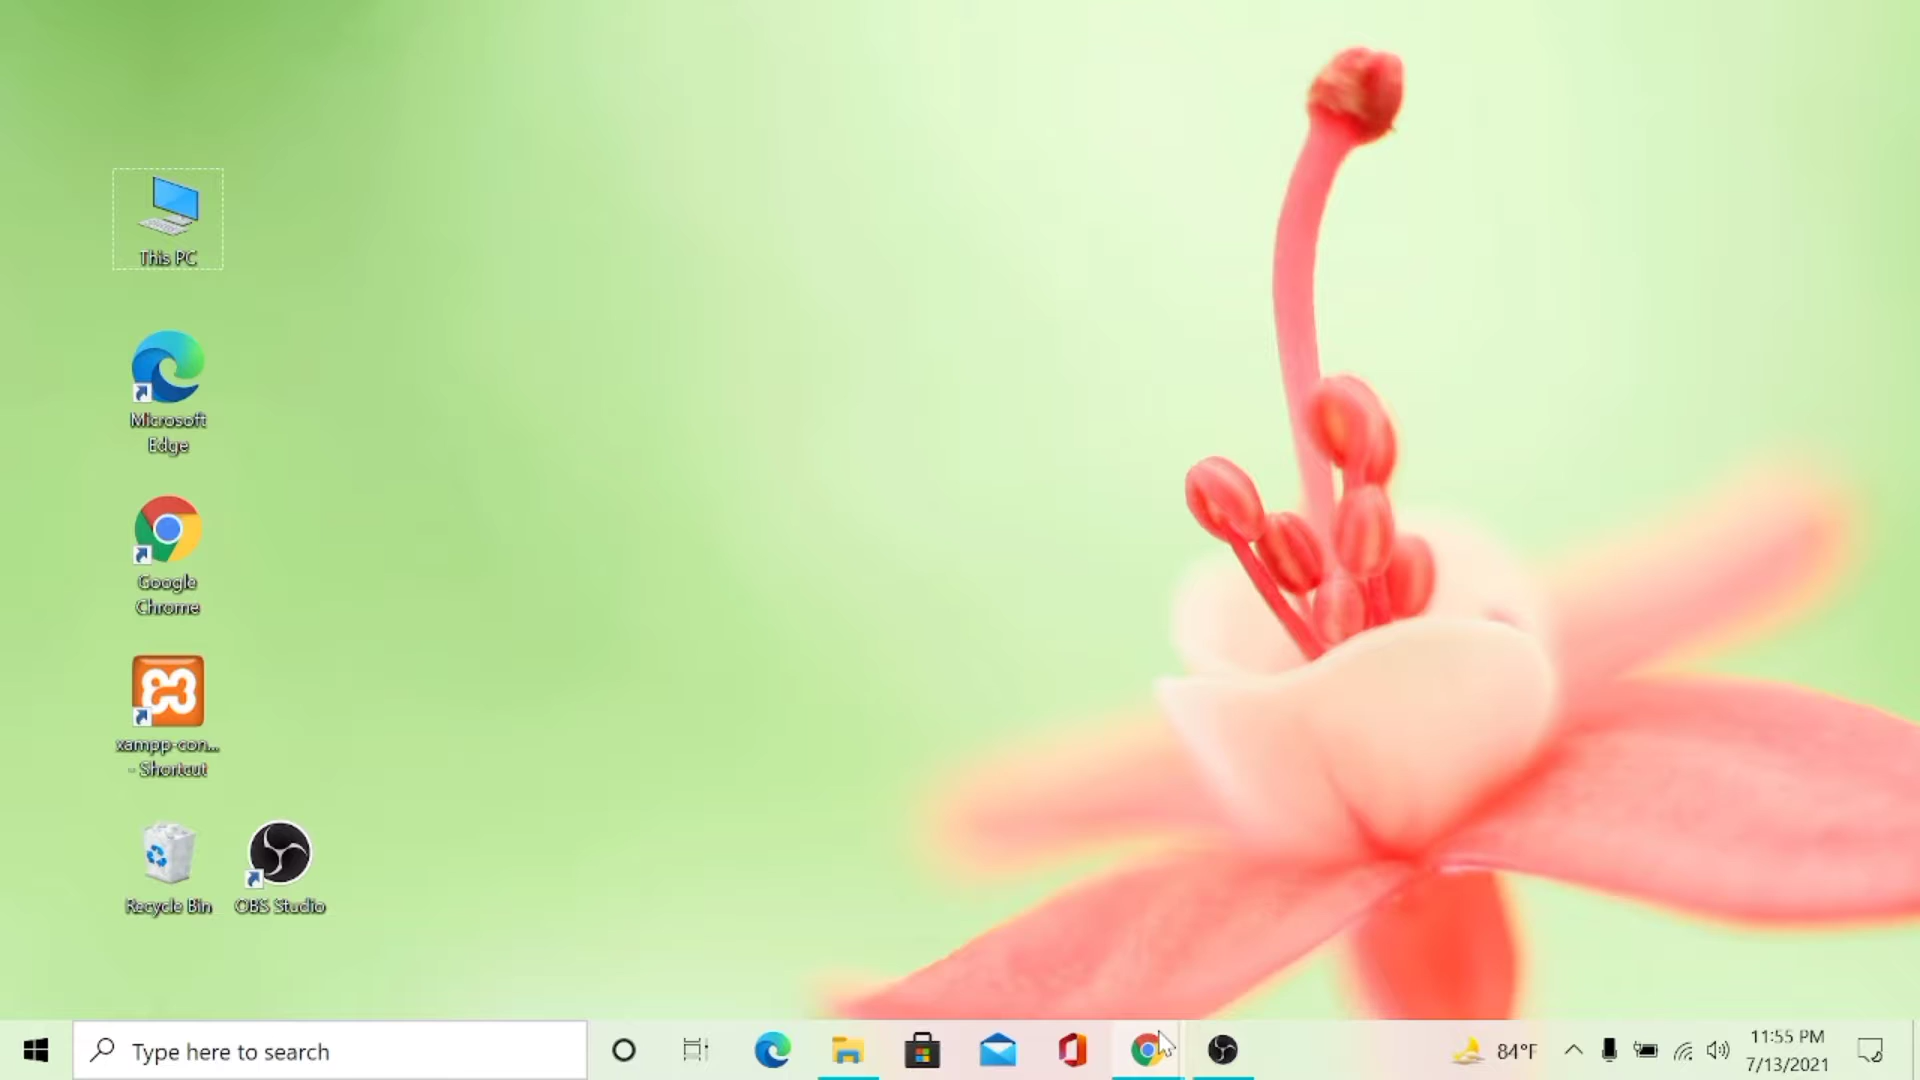 This PC
Microsoft
Edge
Google
Chrome
xampp-con...
- Shortcut
Recycle Bin
OBS Studio
Type here to search
84°F
11:55 PM
7/13/2021